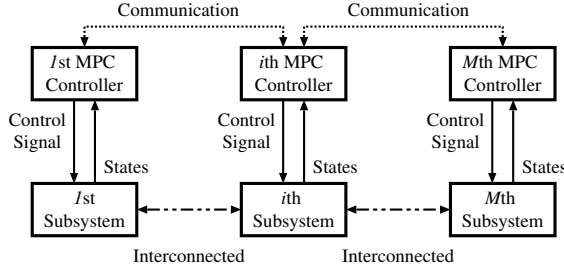 Communication
Communication
1st MPC
Controller
ith MPC
Controller
Mth MPC
Controller
Control
Signal
States
Control
Signal
States
Control
Signal
States
1st
Subsystem
ith
Subsystem
Mth
Subsystem
Interconnected
Interconnected